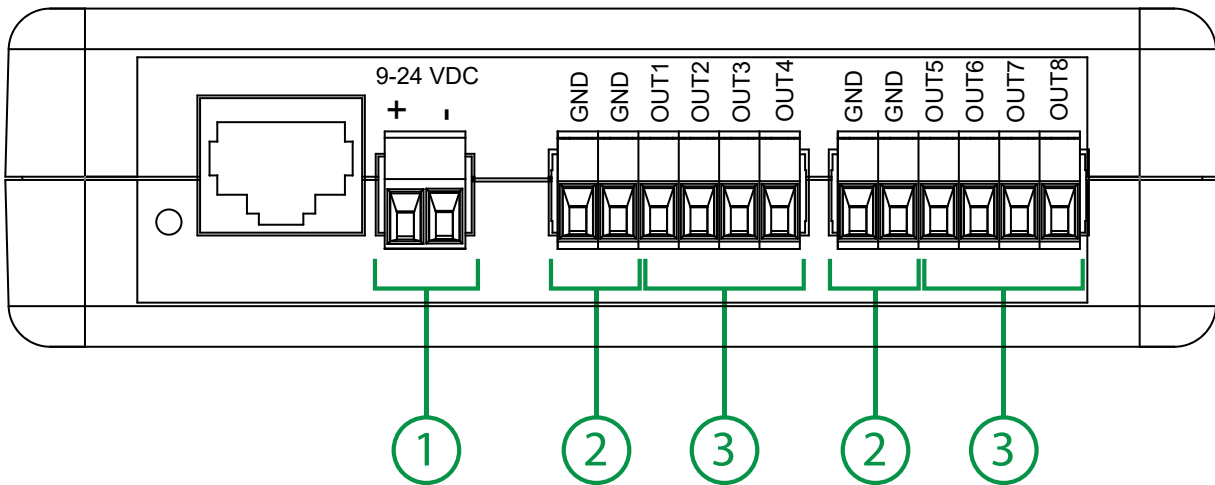 9-24 VDC
+ -
GND GND OUT1 OUT2 OUT3 OUT4
GND GND OUT5 OUT6 OUT7 OUT8
1 2 3 2 3